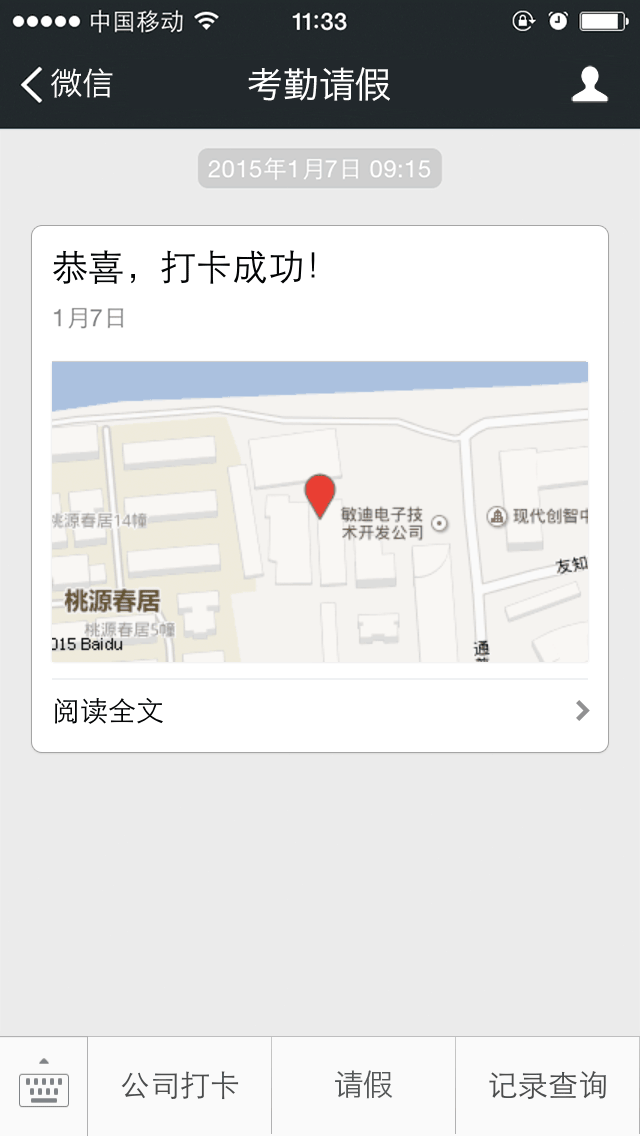 中国移动
11:33
微信
考勤请假
2015年1月7日 09:15
恭喜，打卡成功！
1月7日
敏迪电子技
术开发公司
现代创智中
桃源春居14幢
友知
桃源春居
桃源春居5幢
015 Baidu
通
阅读全文
公司打卡
请假
记录查询